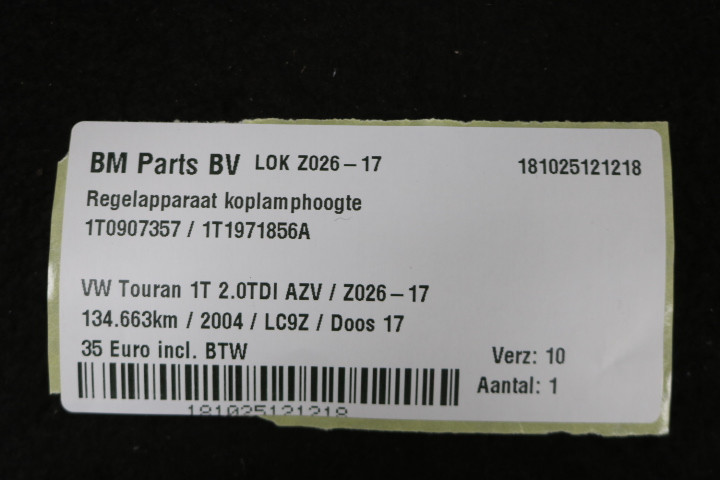 BM Parts BV LOK Z026-17 181025121218
Regelapparaat koplamphoogte
1T0907357 / 1T1971856A
VW Touran 1T 2.0TDI AZV / Z026-17
134.663km / 2004 / LC9Z / Doos 17
35 Euro incl. BTW
Verz: 10
Aantal: 1
181025121218